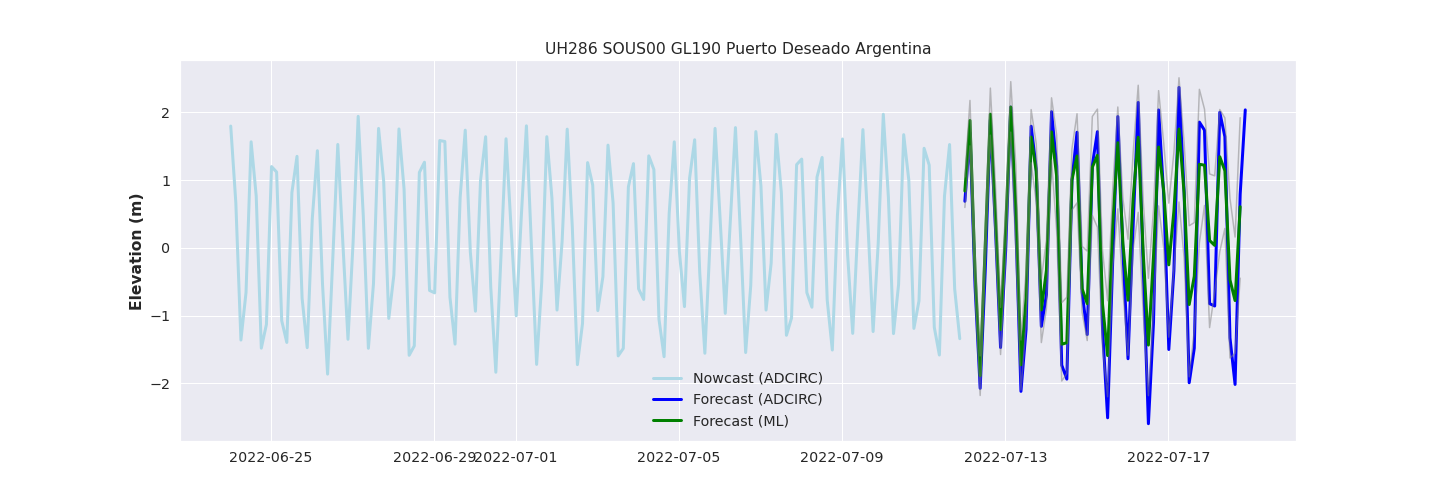 UH286 SOUS00 GL190 Puerto Deseado Argentina
Elevation (m)
2
1
0
−1
−2
Nowcast (ADCIRC)
Forecast (ADCIRC)
Forecast (ML)
2022-06-25
2022-06-29
2022-07-01
2022-07-05
2022-07-09
2022-07-13
2022-07-17